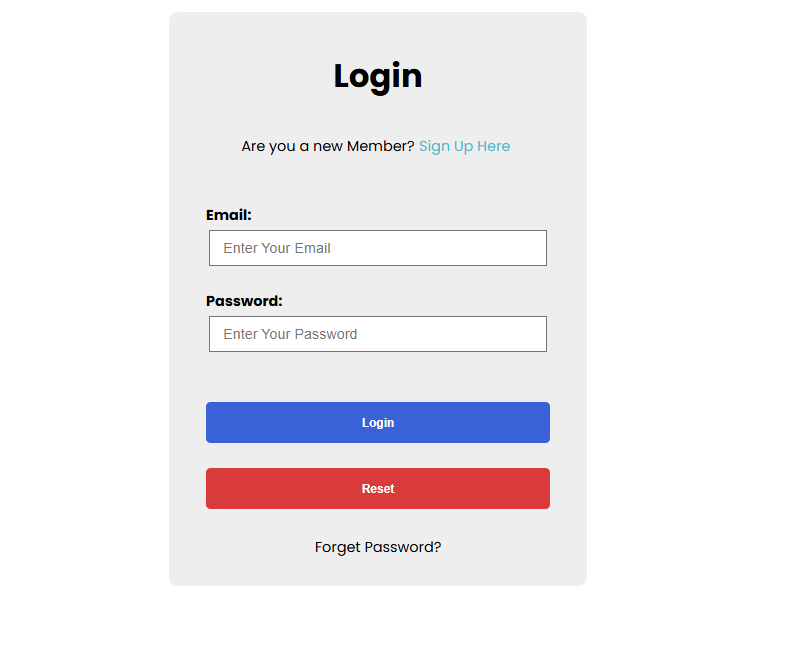 Login
Are you a new Member? Sign Up Here
Email:
Enter Your Email
Password:
Enter Your Password
Login
Reset
Forget Password?